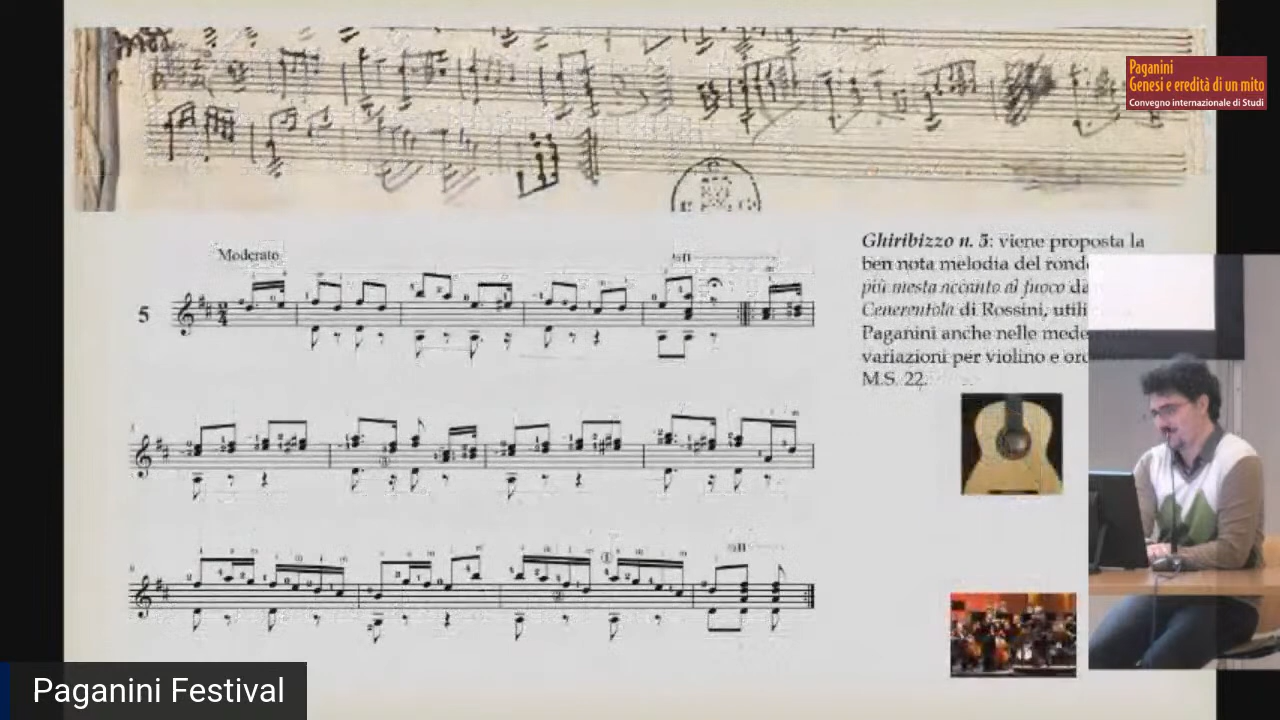 Paganini
Genesi e eredità di un mito
Convegno internazionale di Studi
Ghiribizzo n. 5: viene proposta la
ben nota melodia del rond
più mesta accanto al fuoco da
Cenerentola di Rossini, utili
Paganini anche nelle mede
variazioni per violino e orc
M.S. 22.
Moderato
5
Paganini Festival